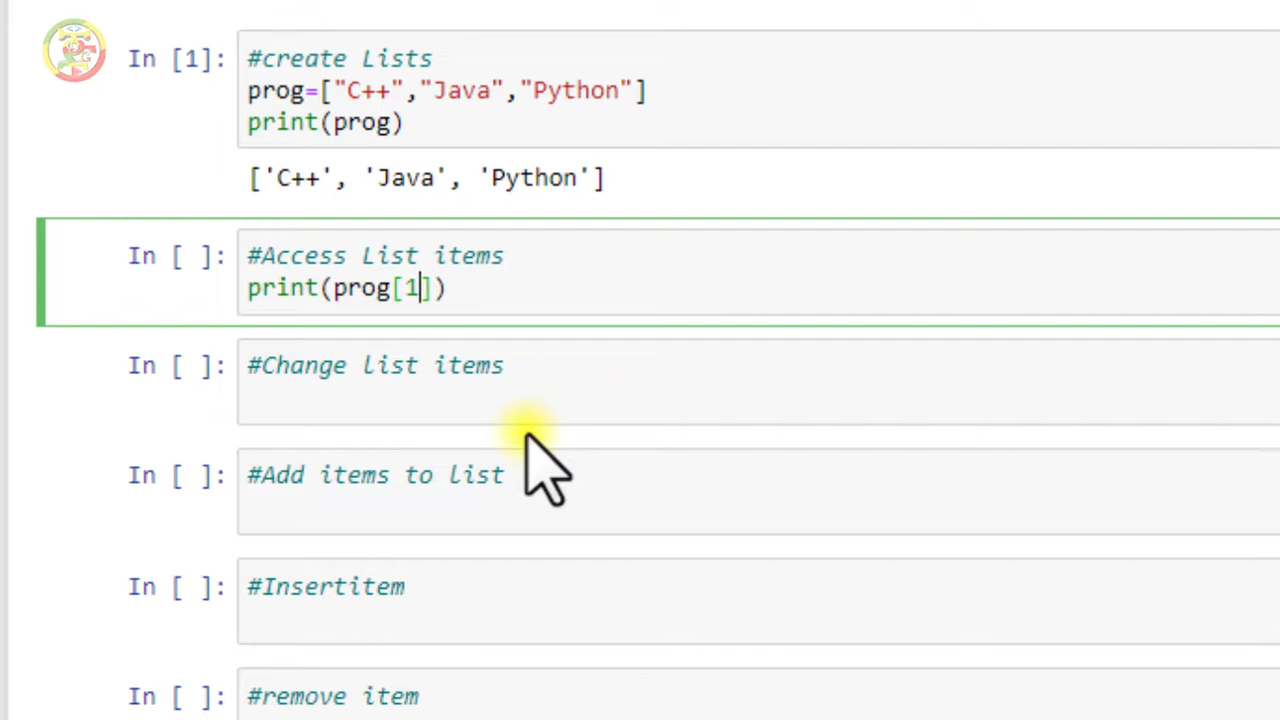 In [1]:
#create Lists
prog=["C++","Java","Python"]
print(prog)
['C++', 'Java', 'Python']
In [ ]:
#Access List items
print(prog[1])
In [ ]:
#Change list items
In [ ]:
#Add items to list
In [ ]:
#Insertitem
In [ ]:
#remove item